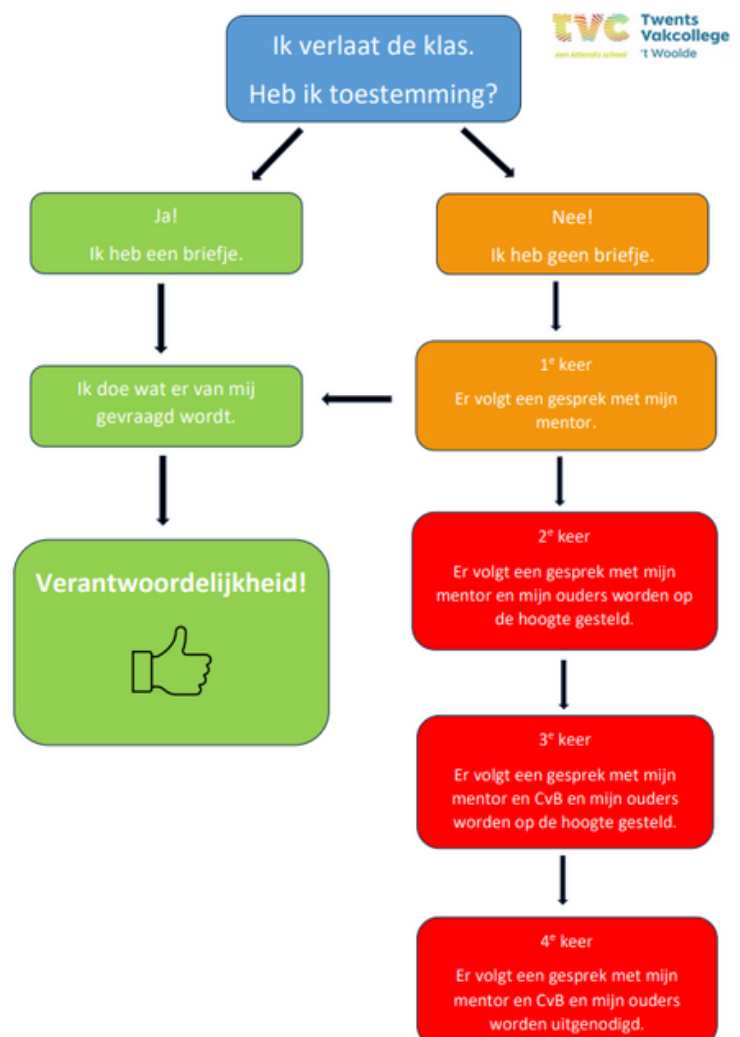 Ik verlaat de klas.
Heb ik toestemming?
TVC Twents
Vakcollege
een Attendiz school 't Woolde
Ja!
Ik heb een briefje.
Nee!
Ik heb geen briefje.
Ik doe wat er van mij
gevraagd wordt.
1e keer
Er volgt een gesprek met mijn
mentor.
Verantwoordelijkheid!
2e keer
Er volgt een gesprek met mijn
mentor en mijn ouders worden op
de hoogte gesteld.
3e keer
Er volgt een gesprek met mijn
mentor en CvB en mijn ouders
worden op de hoogte gesteld.
4e keer
Er volgt een gesprek met mijn
mentor en CvB en mijn ouders
worden uitgenodigd.